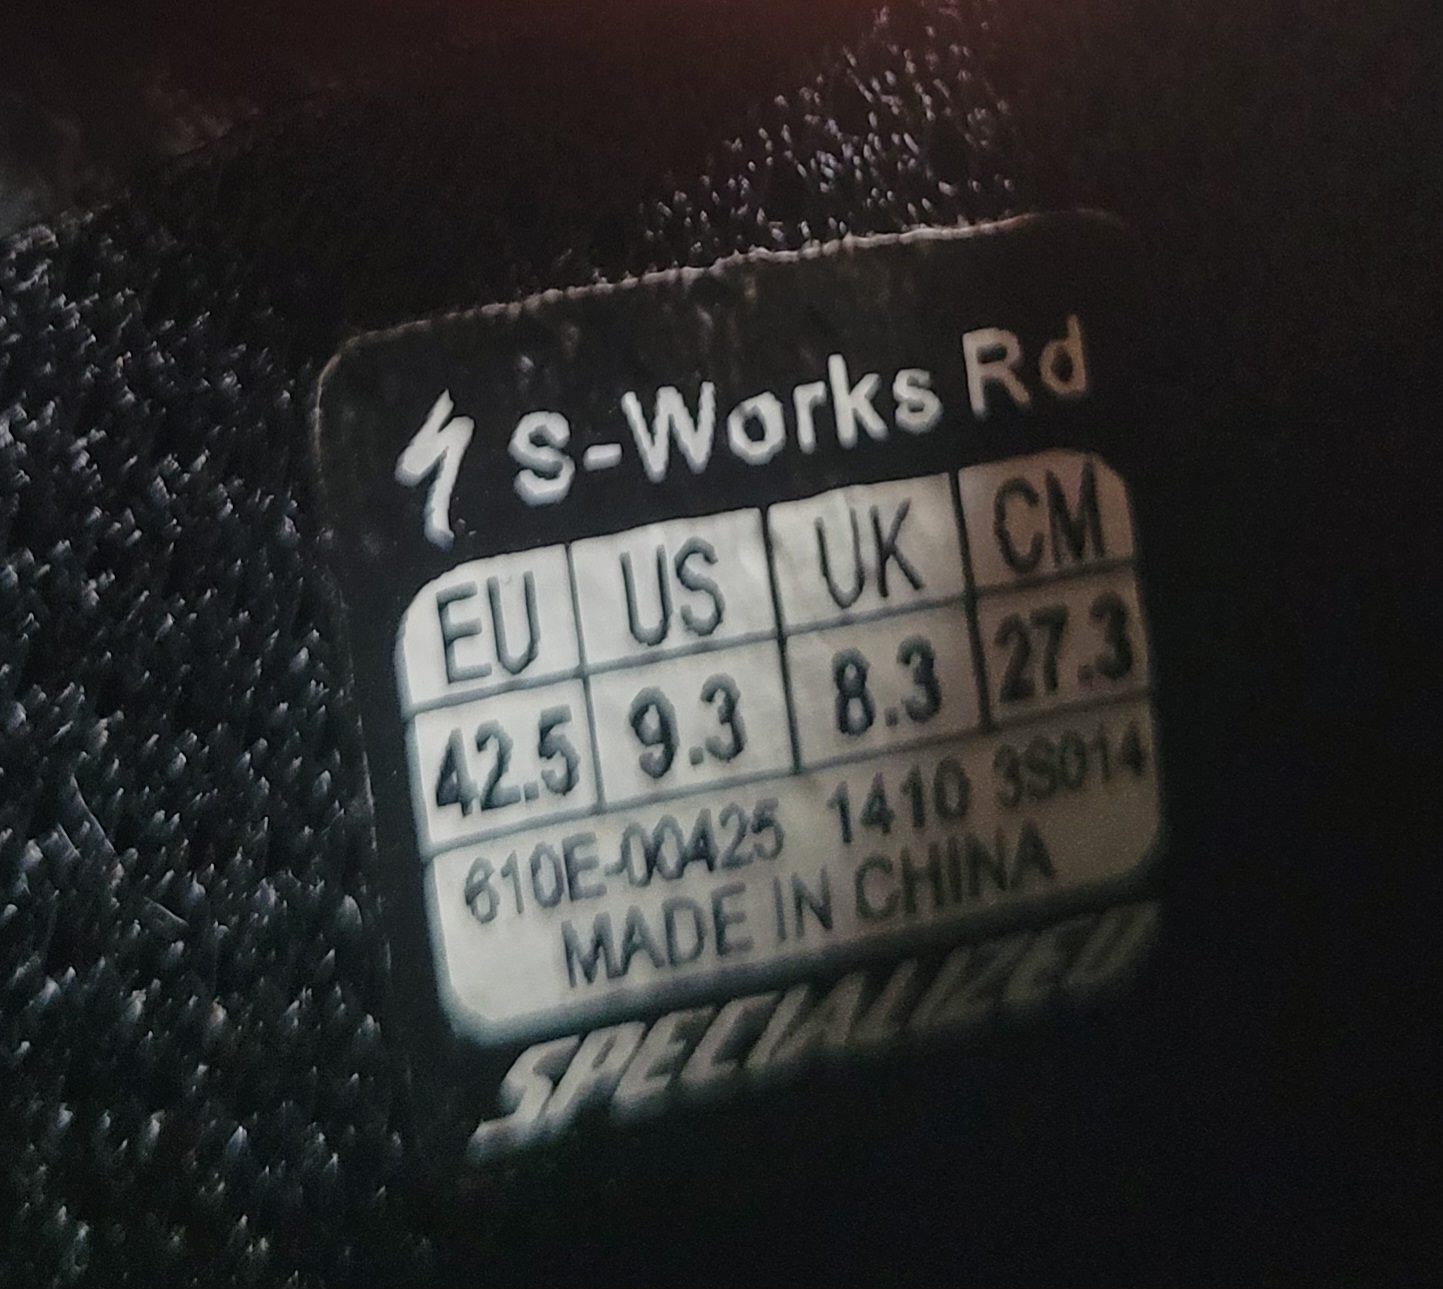 S-Works Rd
EU US UK CM
42.5 9.3 8.3 27.3
610E-00425 1410 3S014
MADE IN CHINA
SPECIALIZED